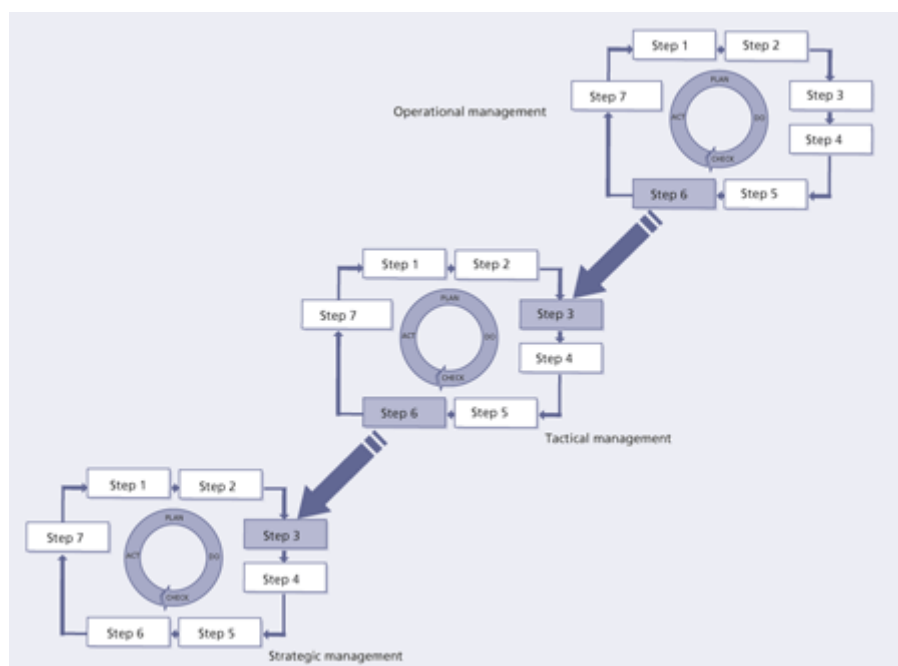 Step 1
Step 2
PLAN
Step 7
Step 3
Operational management
ACT
DO
Step 4
CHECK
Step 6
Step 5
Step 1
Step 2
PLAN
Step 7
Step 3
ACT
DO
Step 4
CHECK
Step 6
Step 5
Tactical management
Step 1
Step 2
PLAN
Step 7
Step 3
ACT
DO
Step 4
CHECK
Step 6
Step 5
Strategic management